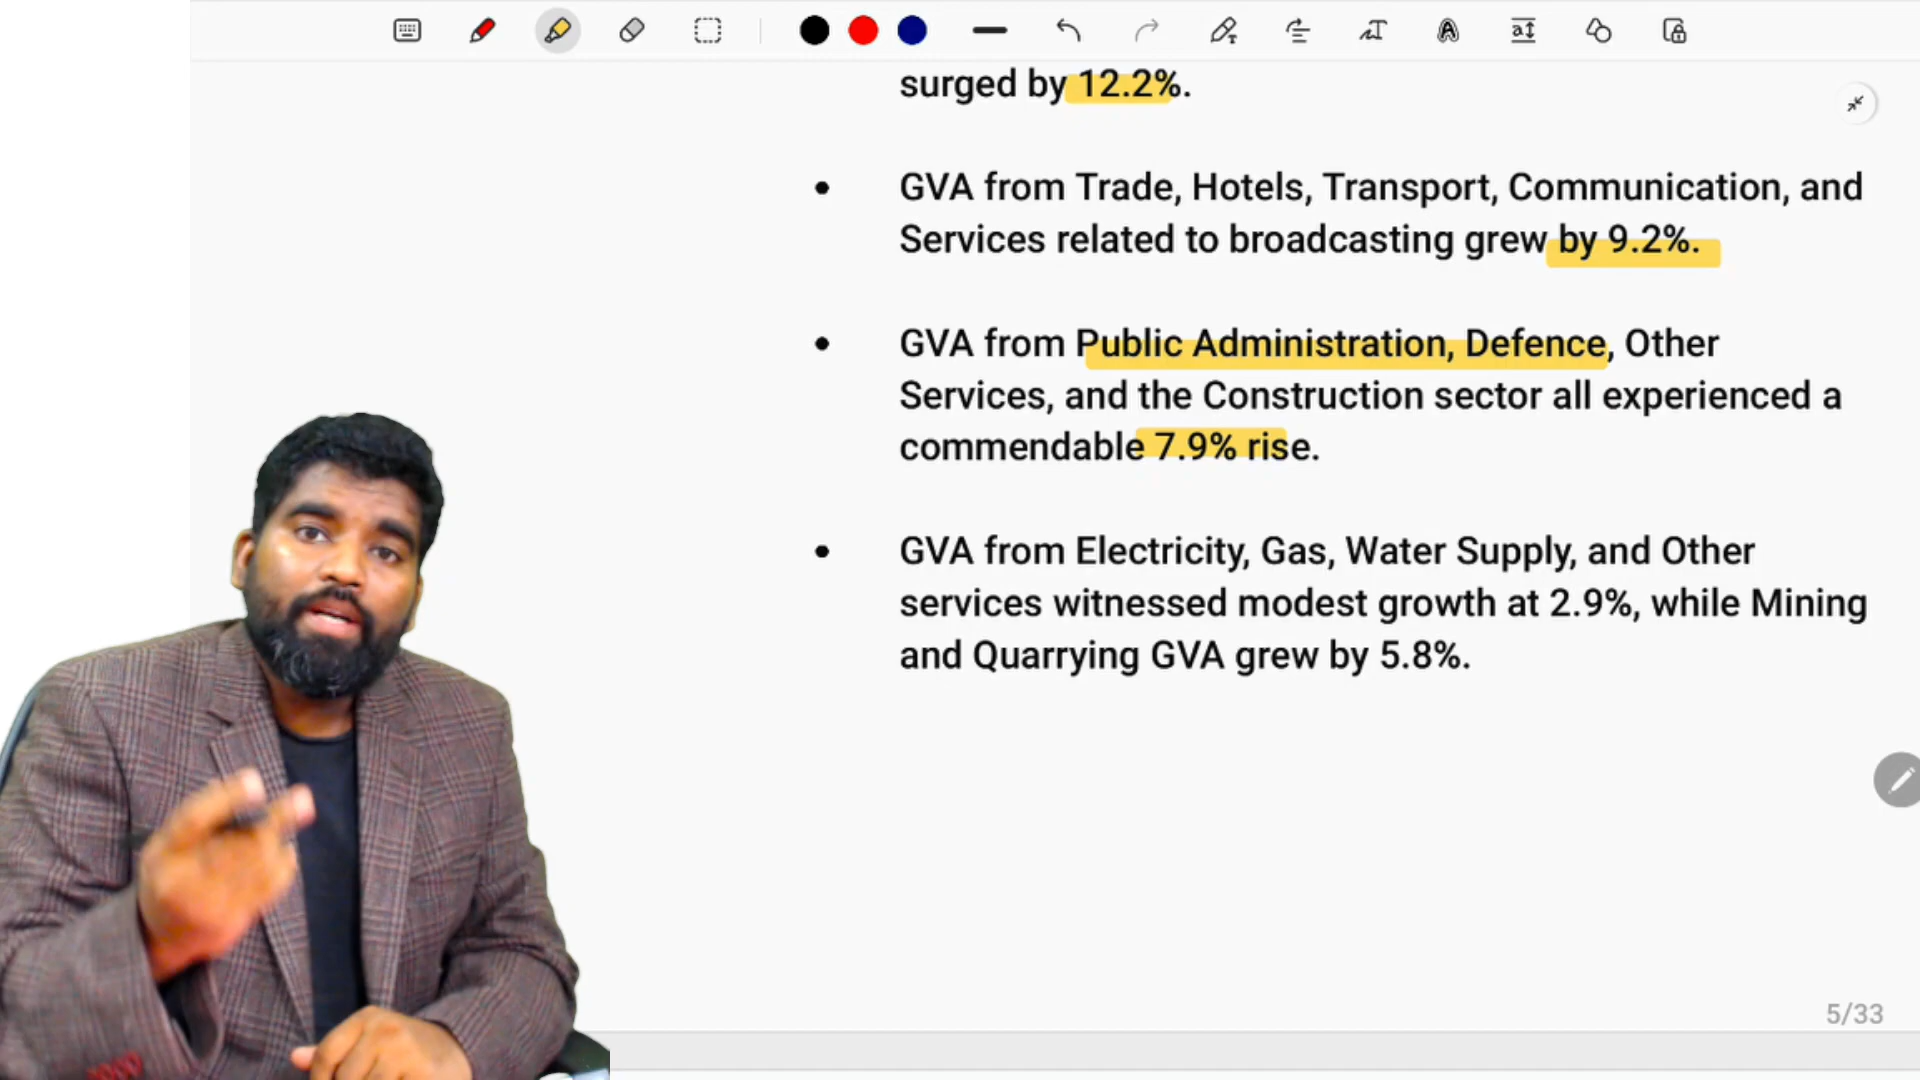 surged by 12.2%.
• GVA from Trade, Hotels, Transport, Communication, and
Services related to broadcasting grew by 9.2%.
• GVA from Public Administration, Defence, Other
Services, and the Construction sector all experienced a
commendable 7.9% rise.
• GVA from Electricity, Gas, Water Supply, and Other
services witnessed modest growth at 2.9%, while Mining
and Quarrying GVA grew by 5.8%.
5/33